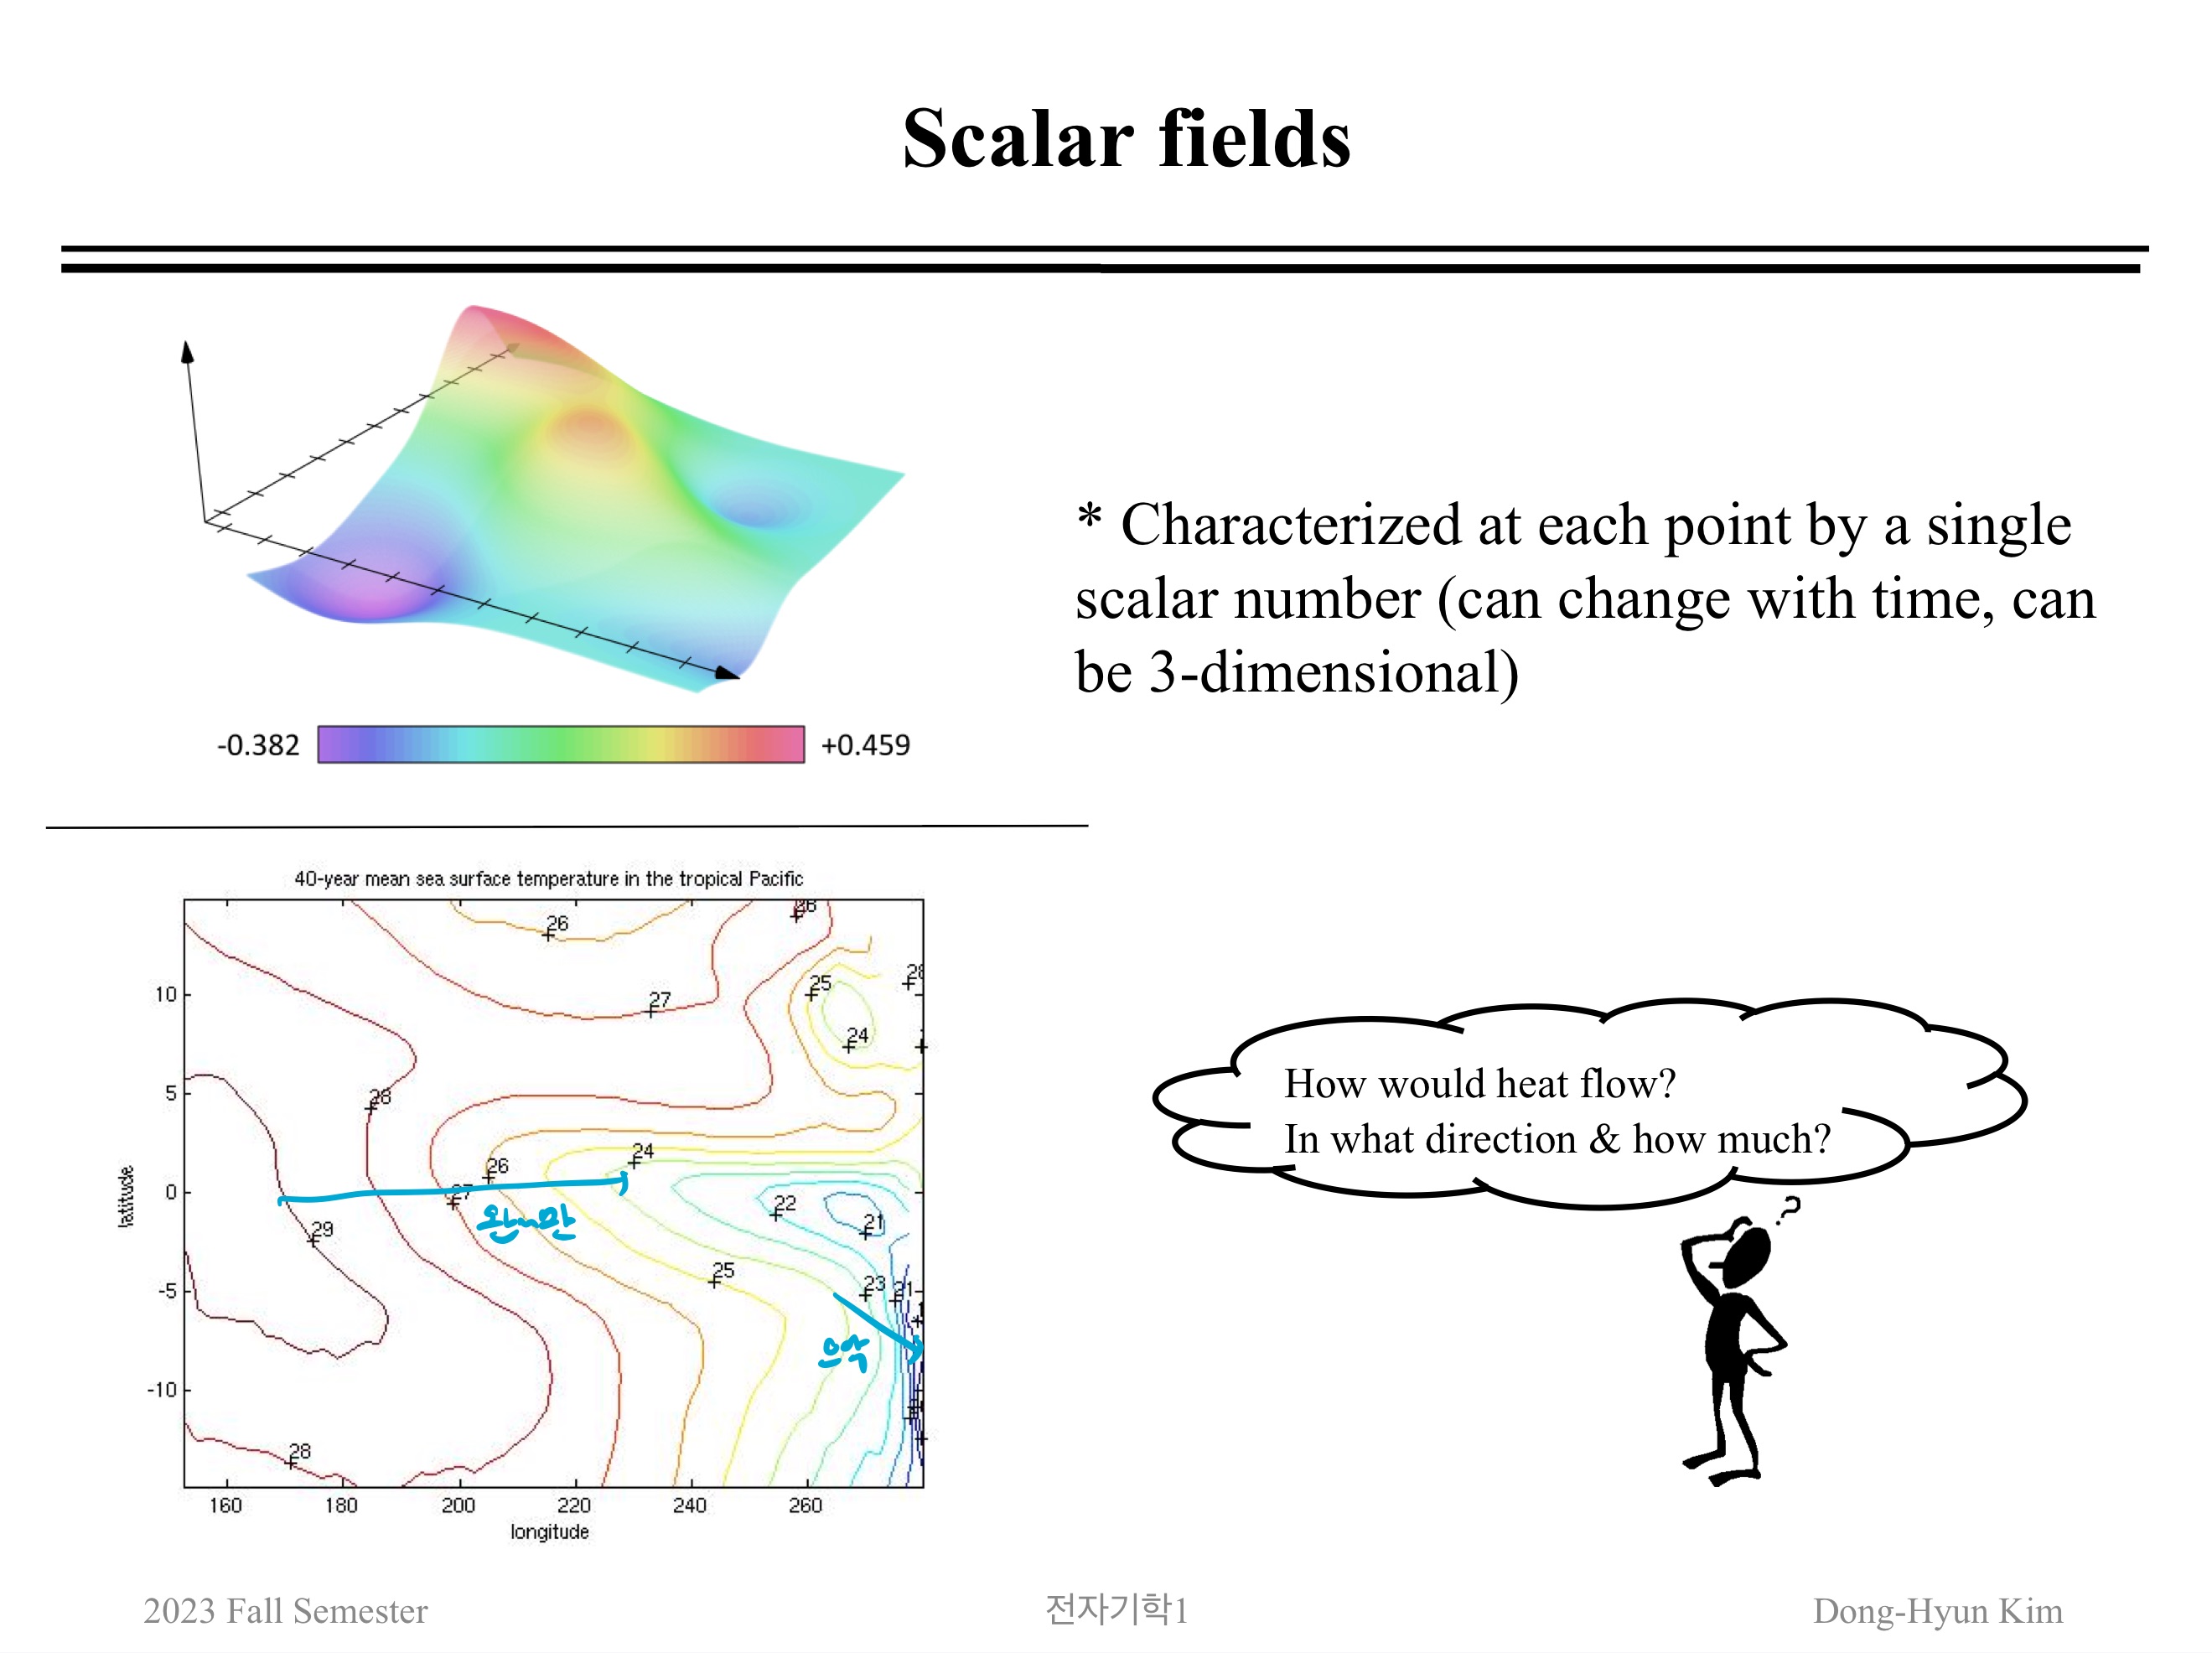 Scalar fields
* Characterized at each point by a single
scalar number (can change with time, can
be 3-dimensional)
-0.382
+0.459
40-year mean sea surface temperature in the tropical Pacific
26
28
27
25
24
28
26
24
27
22
21
29
25
23
21
28
10
5
0
-5
-10
latitude
160 180 200 220 240 260
longitude
완만
How would heat flow?
In what direction & how much?
?
2023 Fall Semester
전자기학1
Dong-Hyun Kim